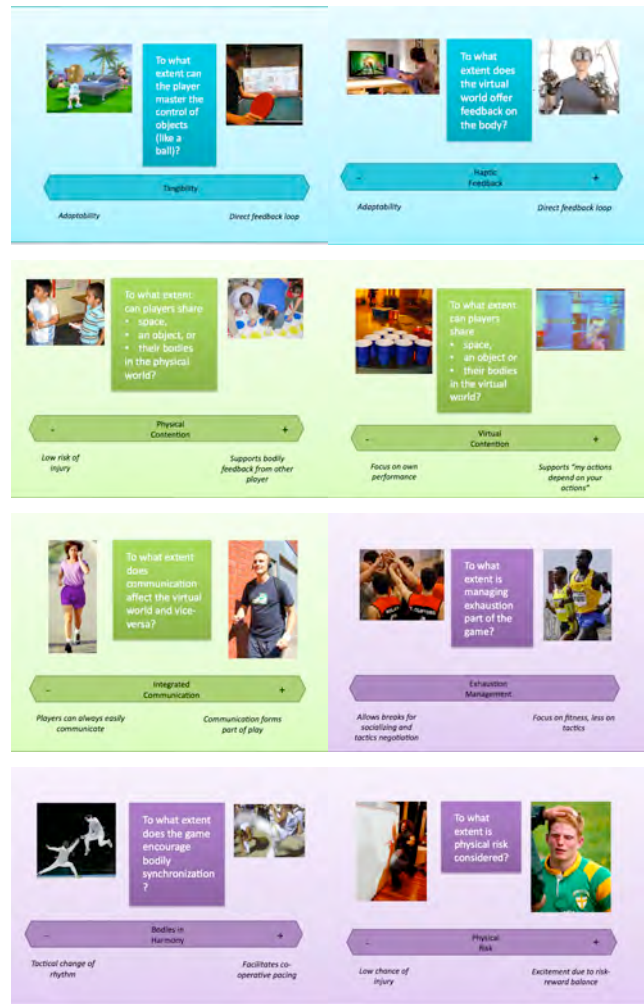 To what
extent can
the player
master the
control of
objects
(like a
ball)?
Tangibility
Adaptability
Direct feedback loop
To what
extent does
the virtual
world offer
feedback on
the body?
-
Haptic
Feedback
+
Adaptability
Direct feedback loop
To what extent
can players share
• space,
• an object, or
• their bodies
in the physical
world?
-
Physical
Contention
+
Low risk of
injury
Supports bodily
feedback from other
player
To what extent
can players
share
• space,
• an object or
• their bodies
in the virtual
world?
-
Virtual
Contention
+
Focus on own
performance
Supports "my actions
depend on your
actions"
To what extent
does
communication
affect the virtual
world and vice-
versa?
-
Integrated
Communication
+
Players can always easily
communicate
Communication forms
part of play
To what
extent is
managing
exhaustion
part of the
game?
Exhaustion
Management
Allows breaks for
socializing and
tactics negotiation
Focus on fitness, less on
tactics
To what extent
does the game
encourage
bodily
synchronization
?
-
Bodies in
Harmony
+
Tactical change of
rhythm
Facilitates co-
operative pacing
To what
extent is
physical risk
considered?
-
Physical
Risk
+
Low chance of
injury
Excitement due to risk-
reward balance